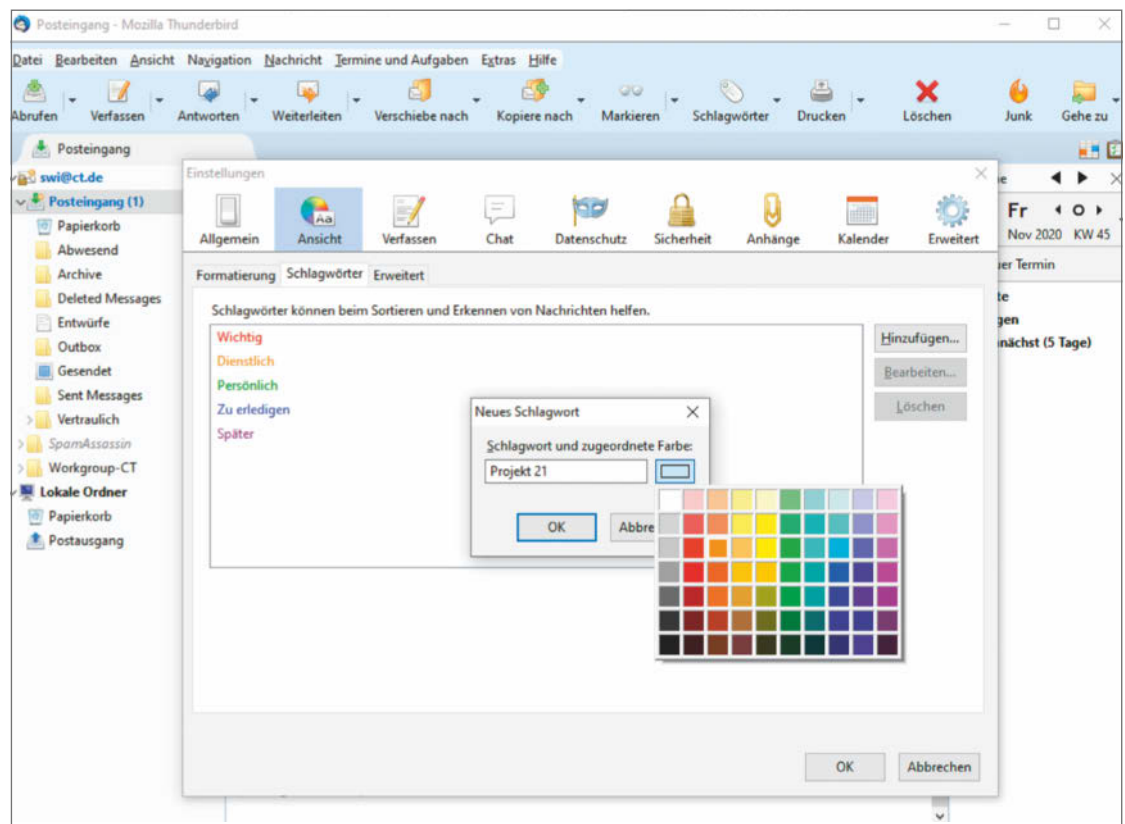 Posteingang - Mozilla Thunderbird
Datei Bearbeiten Ansicht Navigation Nachricht Termine und Aufgaben Extras Hilfe
Abrufen Verfassen Antworten Weiterleiten Verschiebe nach Kopiere nach Markieren Schlagwörter Drucken Löschen Junk Gehe zu
Posteingang
swi@ct.de
Posteingang (1)
Papierkorb
Abwesend
Archive
Deleted Messages
Entwürfe
Outbox
Gesendet
Sent Messages
Vertraulich
SpamAssassin
Workgroup-CT
Lokale Ordner
Papierkorb
Postausgang
Einstellungen
Allgemein Ansicht Verfassen Chat Datenschutz Sicherheit Anhänge Kalender Erweitert
Formatierung Schlagwörter Erweitert
Schlagwörter können beim Sortieren und Erkennen von Nachrichten helfen.
Wichtig
Dienstlich
Persönlich
Zu erledigen
Später
Hinzufügen...
Bearbeiten...
Löschen
Neues Schlagwort
Schlagwort und zugeordnete Farbe:
Projekt 21
OK Abbre
OK Abbrechen
e
Fr
Nov 2020 KW 45
er Termin
te
gen
nächst (5 Tage)